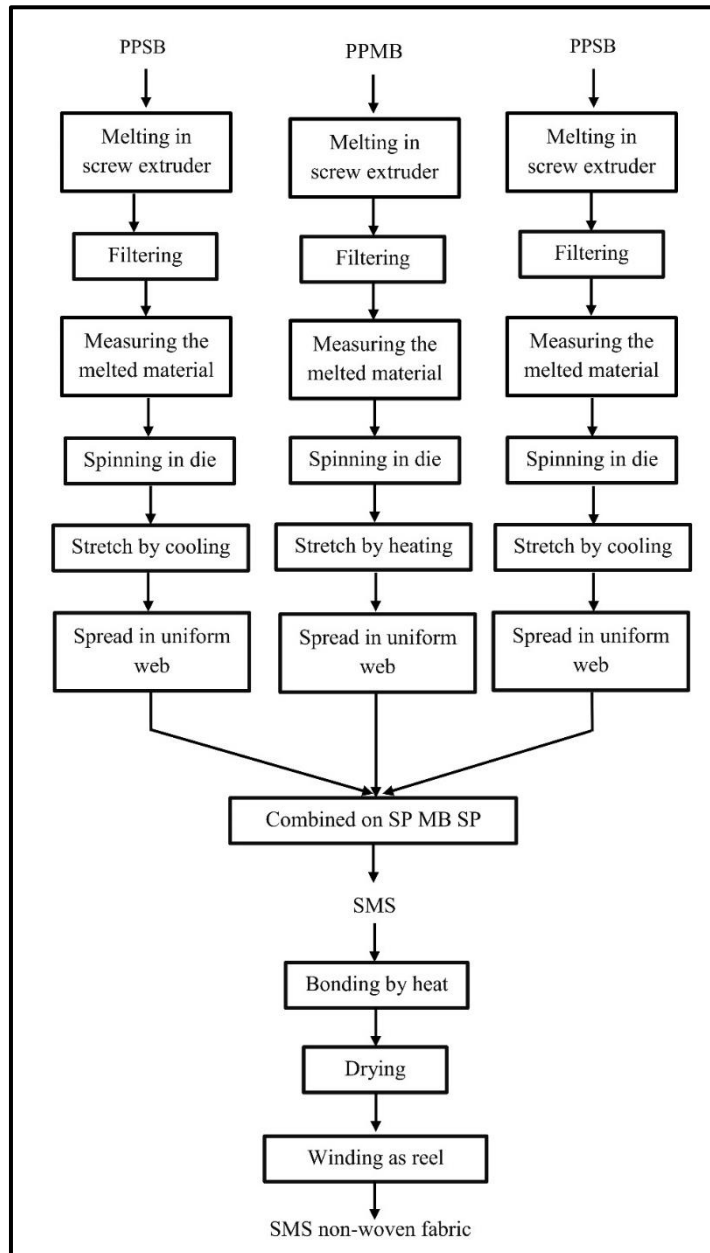 PPSB
PPMB
PPSB
Melting in
screw extruder
Melting in
screw extruder
Melting in
screw extruder
Filtering
Filtering
Filtering
Measuring the
melted material
Measuring the
melted material
Measuring the
melted material
Spinning in die
Spinning in die
Spinning in die
Stretch by cooling
Stretch by heating
Stretch by cooling
Spread in uniform
web
Spread in uniform
web
Spread in uniform
web
Combined on SP MB SP
SMS
Bonding by heat
Drying
Winding as reel
SMS non-woven fabric